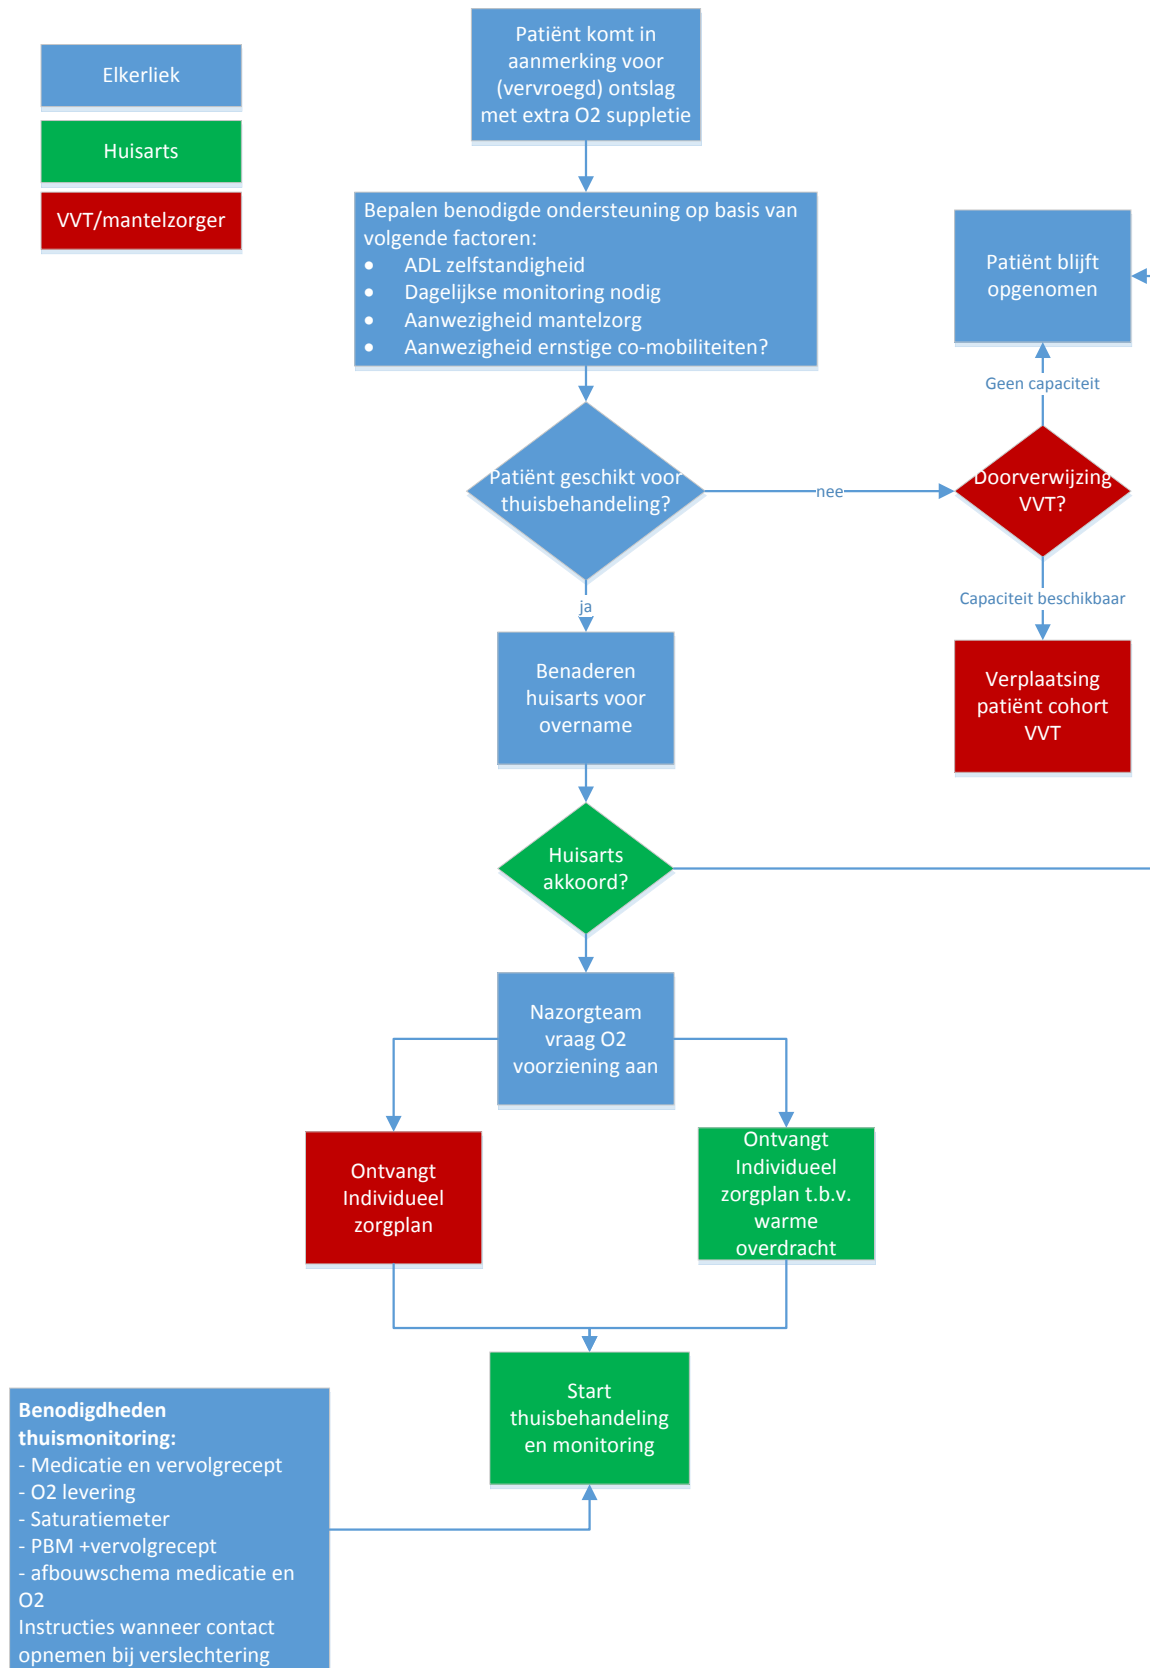 Elkerliek
Huisarts
VVT/mantelzorger
Patiënt komt in
aanmerking voor
(vervroegd) ontslag
met extra O2 suppletie
Bepalen benodigde ondersteuning op basis van
volgende factoren:
• ADL zelfstandigheid
• Dagelijkse monitoring nodig
• Aanwezigheid mantelzorg
• Aanwezigheid ernstige co-mobiliteiten?
Patiënt blijft
opgenomen
Geen capaciteit
Patiënt geschikt voor
thuisbehandeling?
nee
Doorverwijzing
VVT?
ja
Capaciteit beschikbaar
Benaderen
huisarts voor
overname
Verplaatsing
patiënt cohort
VVT
Huisarts
akkoord?
Nazorgteam
vraag O2
voorziening aan
Ontvangt
Individueel
zorgplan
Ontvangt
Individueel
zorgplan t.b.v.
warme
overdracht
Start
thuisbehandeling
en monitoring
Benodigdheden
thuismonitoring:
- Medicatie en vervolgrecept
- O2 levering
- Saturatiemeter
- PBM +vervolgrecept
- afbouwschema medicatie en
O2
Instructies wanneer contact
opnemen bij verslechtering